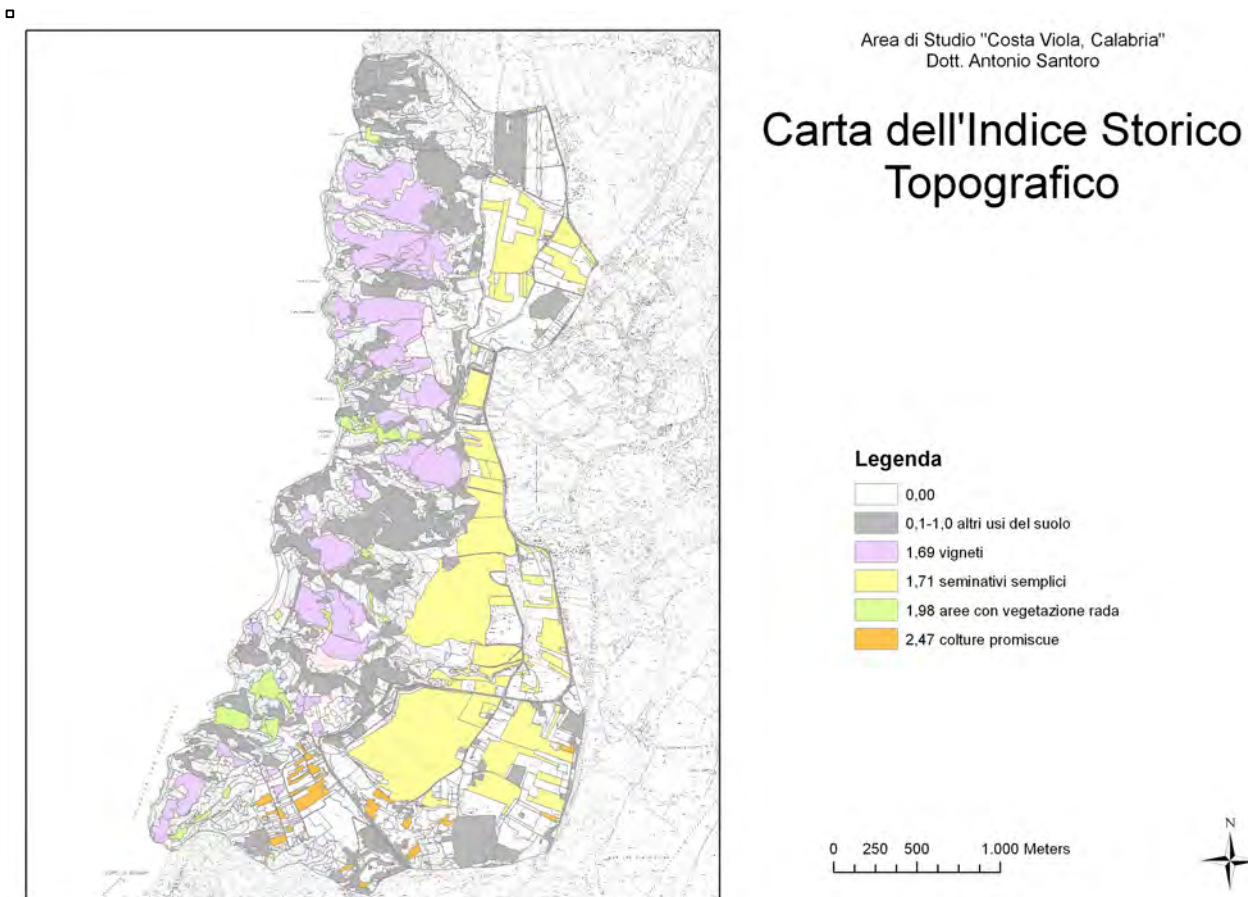 Area di Studio "Costa Viola, Calabria"
Dott. Antonio Santoro
Carta dell'Indice Storico
Topografico
Legenda
0,00
0,1-1,0 altri usi del suolo
1,69 vigneti
1,71 seminativi semplici
1,98 aree con vegetazione rada
2,47 colture promiscue
0 250 500 1.000 Meters
N